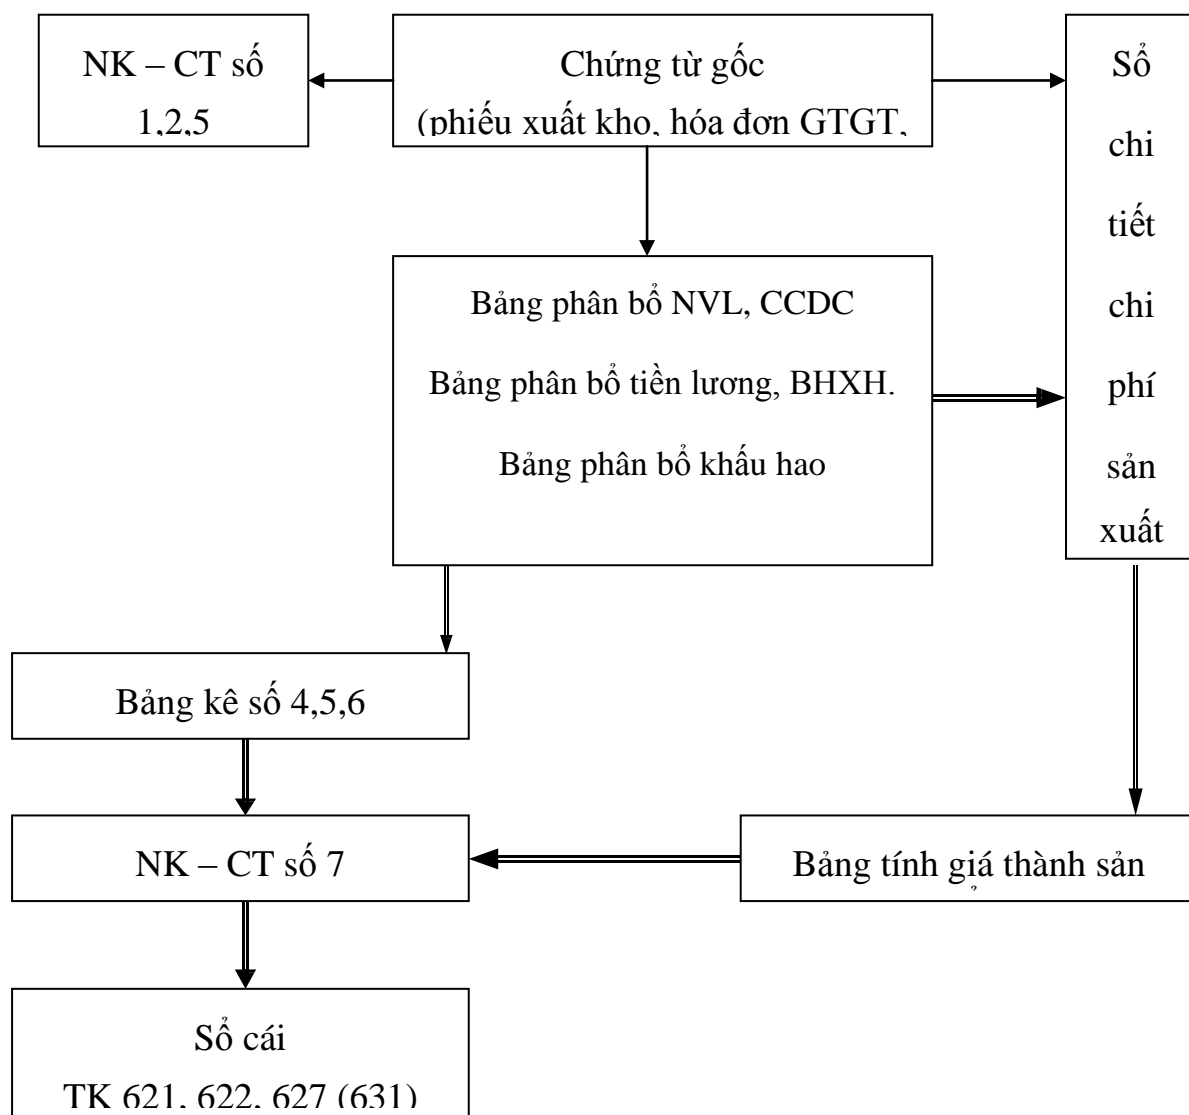 NK – CT số
1,2,5
Chứng từ gốc
(phiếu xuất kho, hóa đơn GTGT,
Sổ
chi
tiết
chi
phí
sản
xuất
Bảng phân bổ NVL, CCDC
Bảng phân bổ tiền lương, BHXH.
Bảng phân bổ khấu hao
Bảng kê số 4,5,6
NK – CT số 7
Bảng tính giá thành sản
Sổ cái
TK 621, 622, 627 (631)